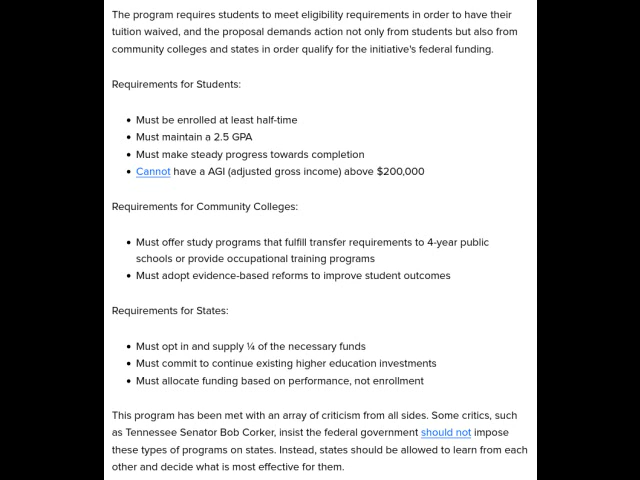 The program requires students to meet eligibility requirements in order to have their
tuition waived, and the proposal demands action not only from students but also from
community colleges and states in order qualify for the initiative's federal funding.
Requirements for Students:
• Must be enrolled at least half-time
• Must maintain a 2.5 GPA
• Must make steady progress towards completion
• Cannot have a AGI (adjusted gross income) above $200,000
Requirements for Community Colleges:
• Must offer study programs that fulfill transfer requirements to 4-year public
schools or provide occupational training programs
• Must adopt evidence-based reforms to improve student outcomes
Requirements for States:
• Must opt in and supply ¼ of the necessary funds
• Must commit to continue existing higher education investments
• Must allocate funding based on performance, not enrollment
This program has been met with an array of criticism from all sides. Some critics, such
as Tennessee Senator Bob Corker, insist the federal government should not impose
these types of programs on states. Instead, states should be allowed to learn from each
other and decide what is most effective for them.